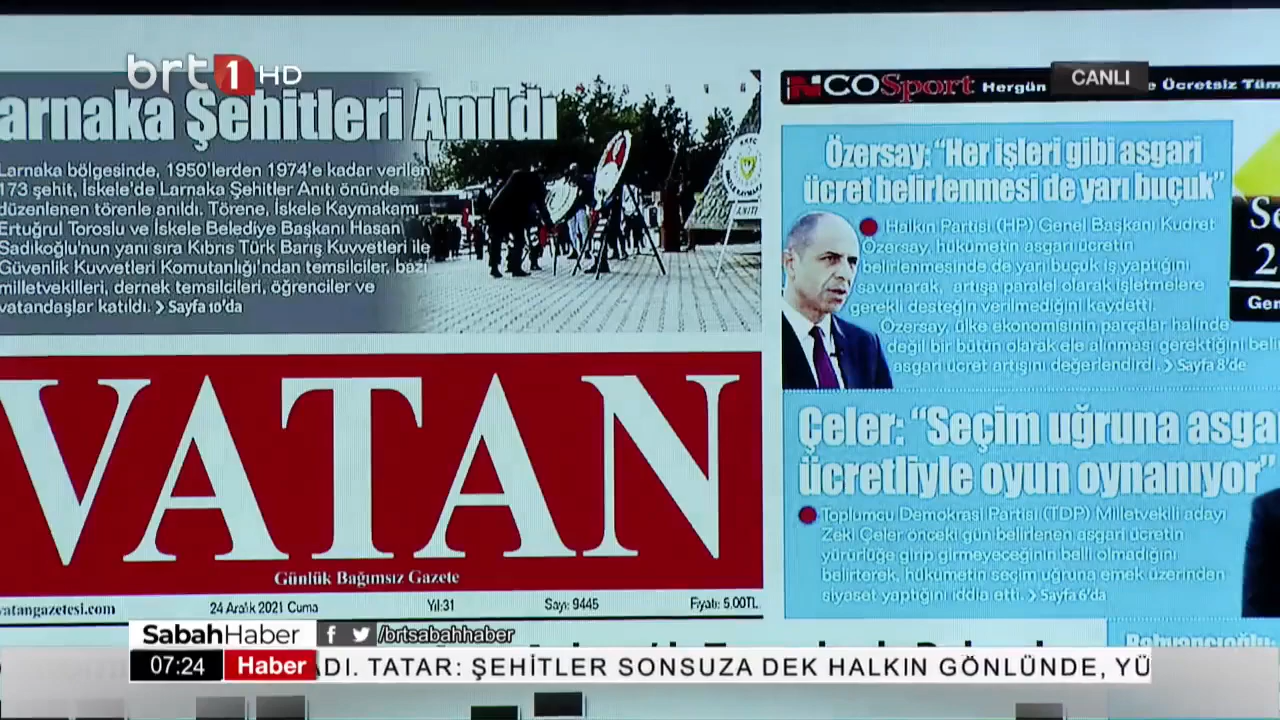 brt 1 HD
CANLI
arnaka Şehitleri Anıldı
Larnaka bölgesinde, 1950'lerden 1974'e kadar verilen
173 şehit, İskele'de Larnaka Şehitler Anıtı önünde
düzenlenen törenle anıldı. Törene, İskele Kaymakamı
Ertuğrul Toroslu ve İskele Belediye Başkanı Hasan
Sadıkoğlu'nun yanı sıra Kıbrıs Türk Barış Kuvvetleri ile
Güvenlik Kuvvetleri Komutanlığı'ndan temsilciler, bazı
milletvekilleri, dernek temsilcileri, öğrenciler ve
vatandaşlar katıldı. Sayfa 10'da
COSport Hergün e Ücretsiz Tüm
Özersay: “Her işleri gibi asgari
ücret belirlenmesi de yarı buçuk”
Halkın Partisi (HP) Genel Başkanı Kudret
Özersay, hükümetin asgari ücretin
belirlenmesinde de yarı buçuk iş yaptığını
savunarak, artışa paralel olarak işletmelere
gerekli desteğin verilmediğini kaydetti.
Özersay, ülke ekonomisinin parçalar halinde
değil bir bütün olarak ele alınması gerektiğini beli
asgari ücret artışını değerlendirdi. Sayfa 8'de
Se
2
Gen
VATAN
Günlük Bağımsız Gazete
vatangazetesi.com 24 Aralık 2021 Cuma Yıl:31 Sayı: 9445 Fiyatı: 5,00TL
Çeler: “Seçim uğruna asga
ücretliyle oyun oynanıyor”
Toplumcu Demokrasi Partisi (TDP) Milletvekili adayı
Zeki Çeler önceki gün belirlenen asgari ücretin
yürürlüğe girip girmeyeceğinin belli olmadığını
belirterek, hükümetin seçim uğruna emek üzerinden
siyaset yaptığını iddia etti. Sayfa 6'da
SabahHaber /brtsabahhaber
07:24 Haber ADI. TATAR: ŞEHİTLER SONSUZA DEK HALKIN GÖNLÜNDE, YÜ